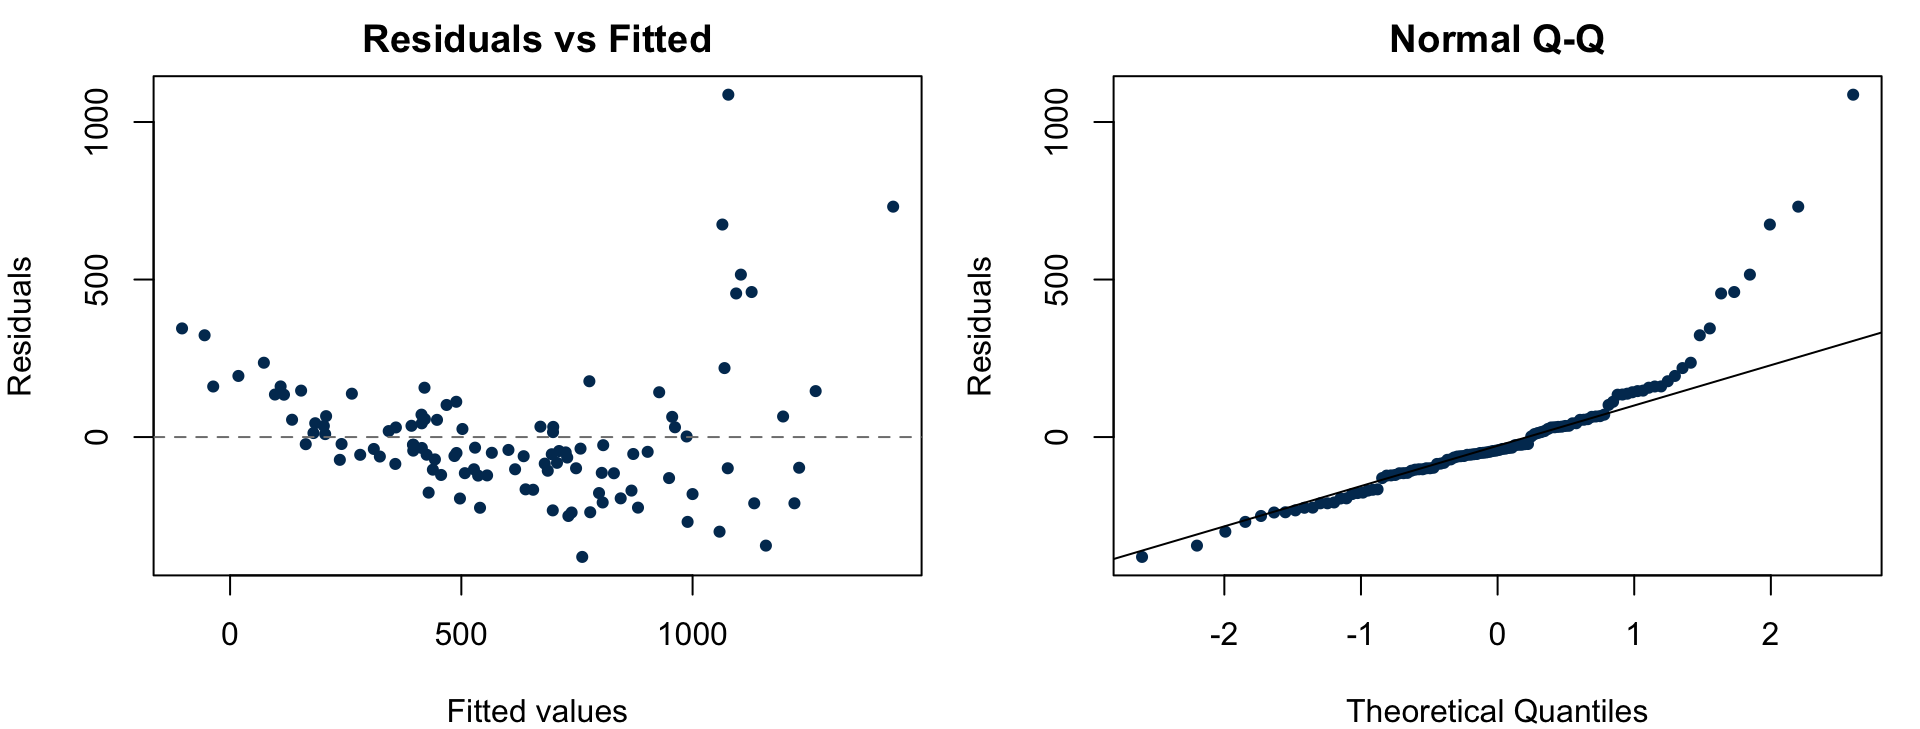 Residuals vs Fitted
Residuals
1000
500
0
0
500
1000
Fitted values
Normal Q-Q
Residuals
1000
500
0
-2
-1
0
1
2
Theoretical Quantiles